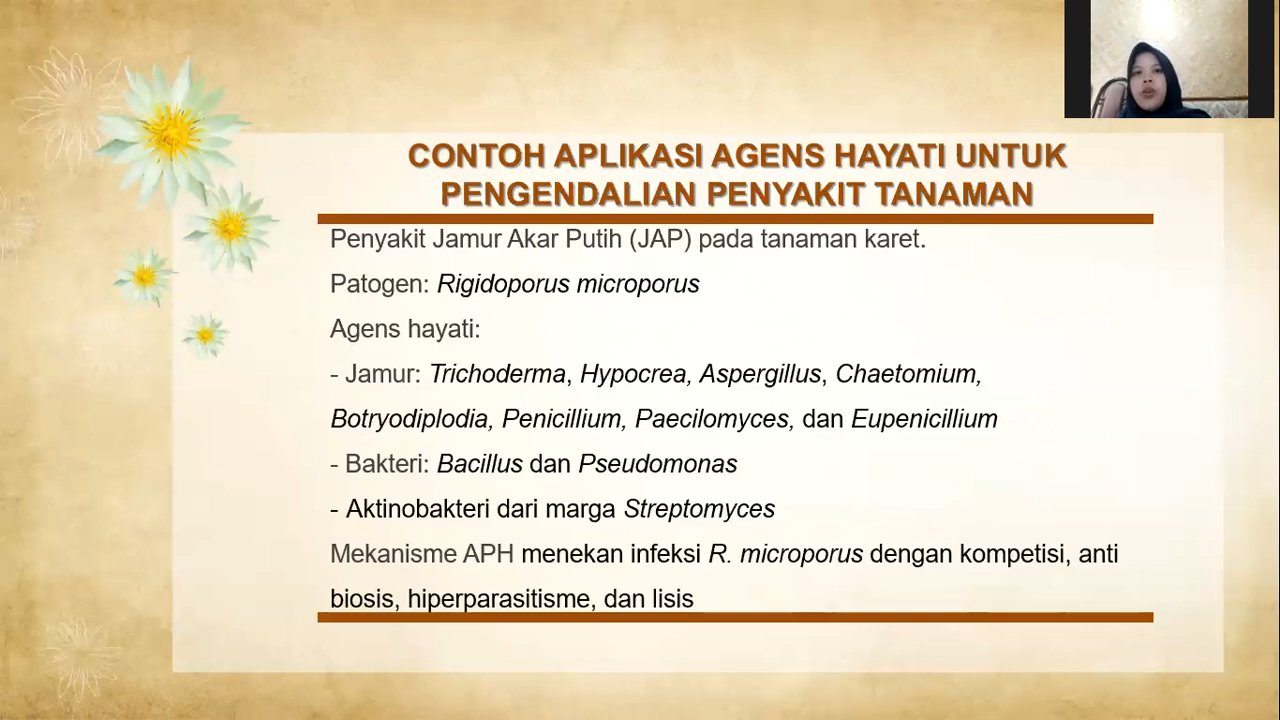 CONTOH APLIKASI AGENS HAYATI UNTUK
PENGENDALIAN PENYAKIT TANAMAN
Penyakit Jamur Akar Putih (JAP) pada tanaman karet.
Patogen: Rigidoporus microporus
Agens hayati:
- Jamur: Trichoderma, Hypocrea, Aspergillus, Chaetomium,
Botryodiplodia, Penicillium, Paecilomyces, dan Eupenicillium
- Bakteri: Bacillus dan Pseudomonas
- Aktinobakteri dari marga Streptomyces
Mekanisme APH menekan infeksi R. microporus dengan kompetisi, anti
biosis, hiperparasitisme, dan lisis